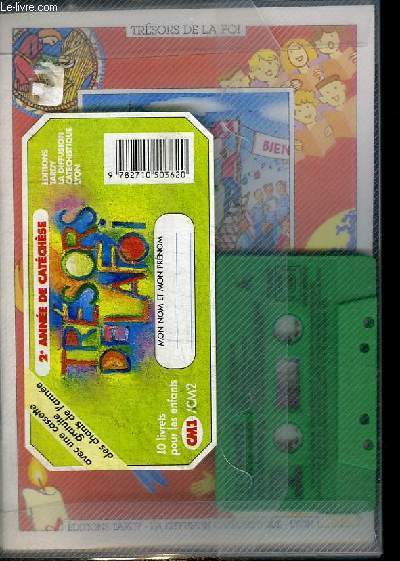 © Le-livre.com
TRÉSORS DE LA FOI
BIEN
ÉDITIONS
TARDY
LA DIFFUSION
CATÉCHISTIQUE
LYON
9 782710 503620
2e ANNÉE DE CATÉCHÈSE
TRÉSORS
DE LA FOI
MON NOM ET MON PRÉNOM
avec une cassette
gratuite
des chants de l'année
10 livrets
pour les enfants
CM1/CM2
ÉDITIONS TARDY - LA DIFFUSION